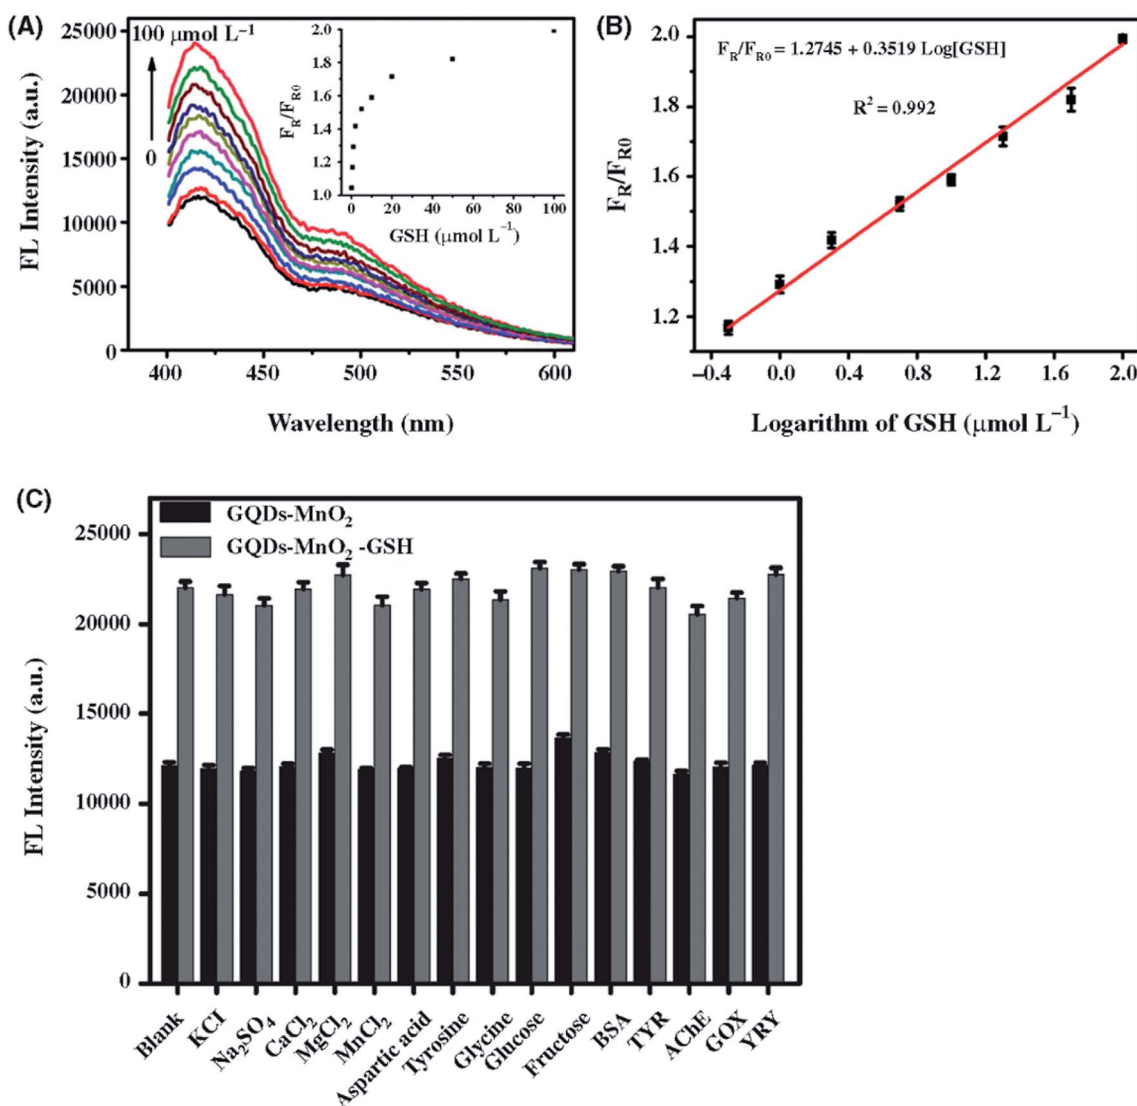 (A)
100 μmol L⁻¹
0
25000
20000
15000
10000
5000
0
FL Intensity (a.u.)
400 450 500 550 600
Wavelength (nm)
2.0
1.8
1.6
1.4
1.2
1.0
F_R/F_R0
0 20 40 60 80 100
GSH (μmol L⁻¹)
(B)
F_R/F_R0 = 1.2745 + 0.3519 Log[GSH]
R² = 0.992
2.0
1.8
1.6
1.4
1.2
F_R/F_R0
−0.4 0.0 0.4 0.8 1.2 1.6 2.0
Logarithm of GSH (μmol L⁻¹)
(C)
GQDs-MnO₂
GQDs-MnO₂ -GSH
25000
20000
15000
10000
5000
0
FL Intensity (a.u.)
Blank
KCl
Na₂SO₄
CaCl₂
MgCl₂
MnCl₂
Aspartic acid
Tyrosine
Glycine
Glucose
Fructose
BSA
TYR
AChE
GOX
YRY